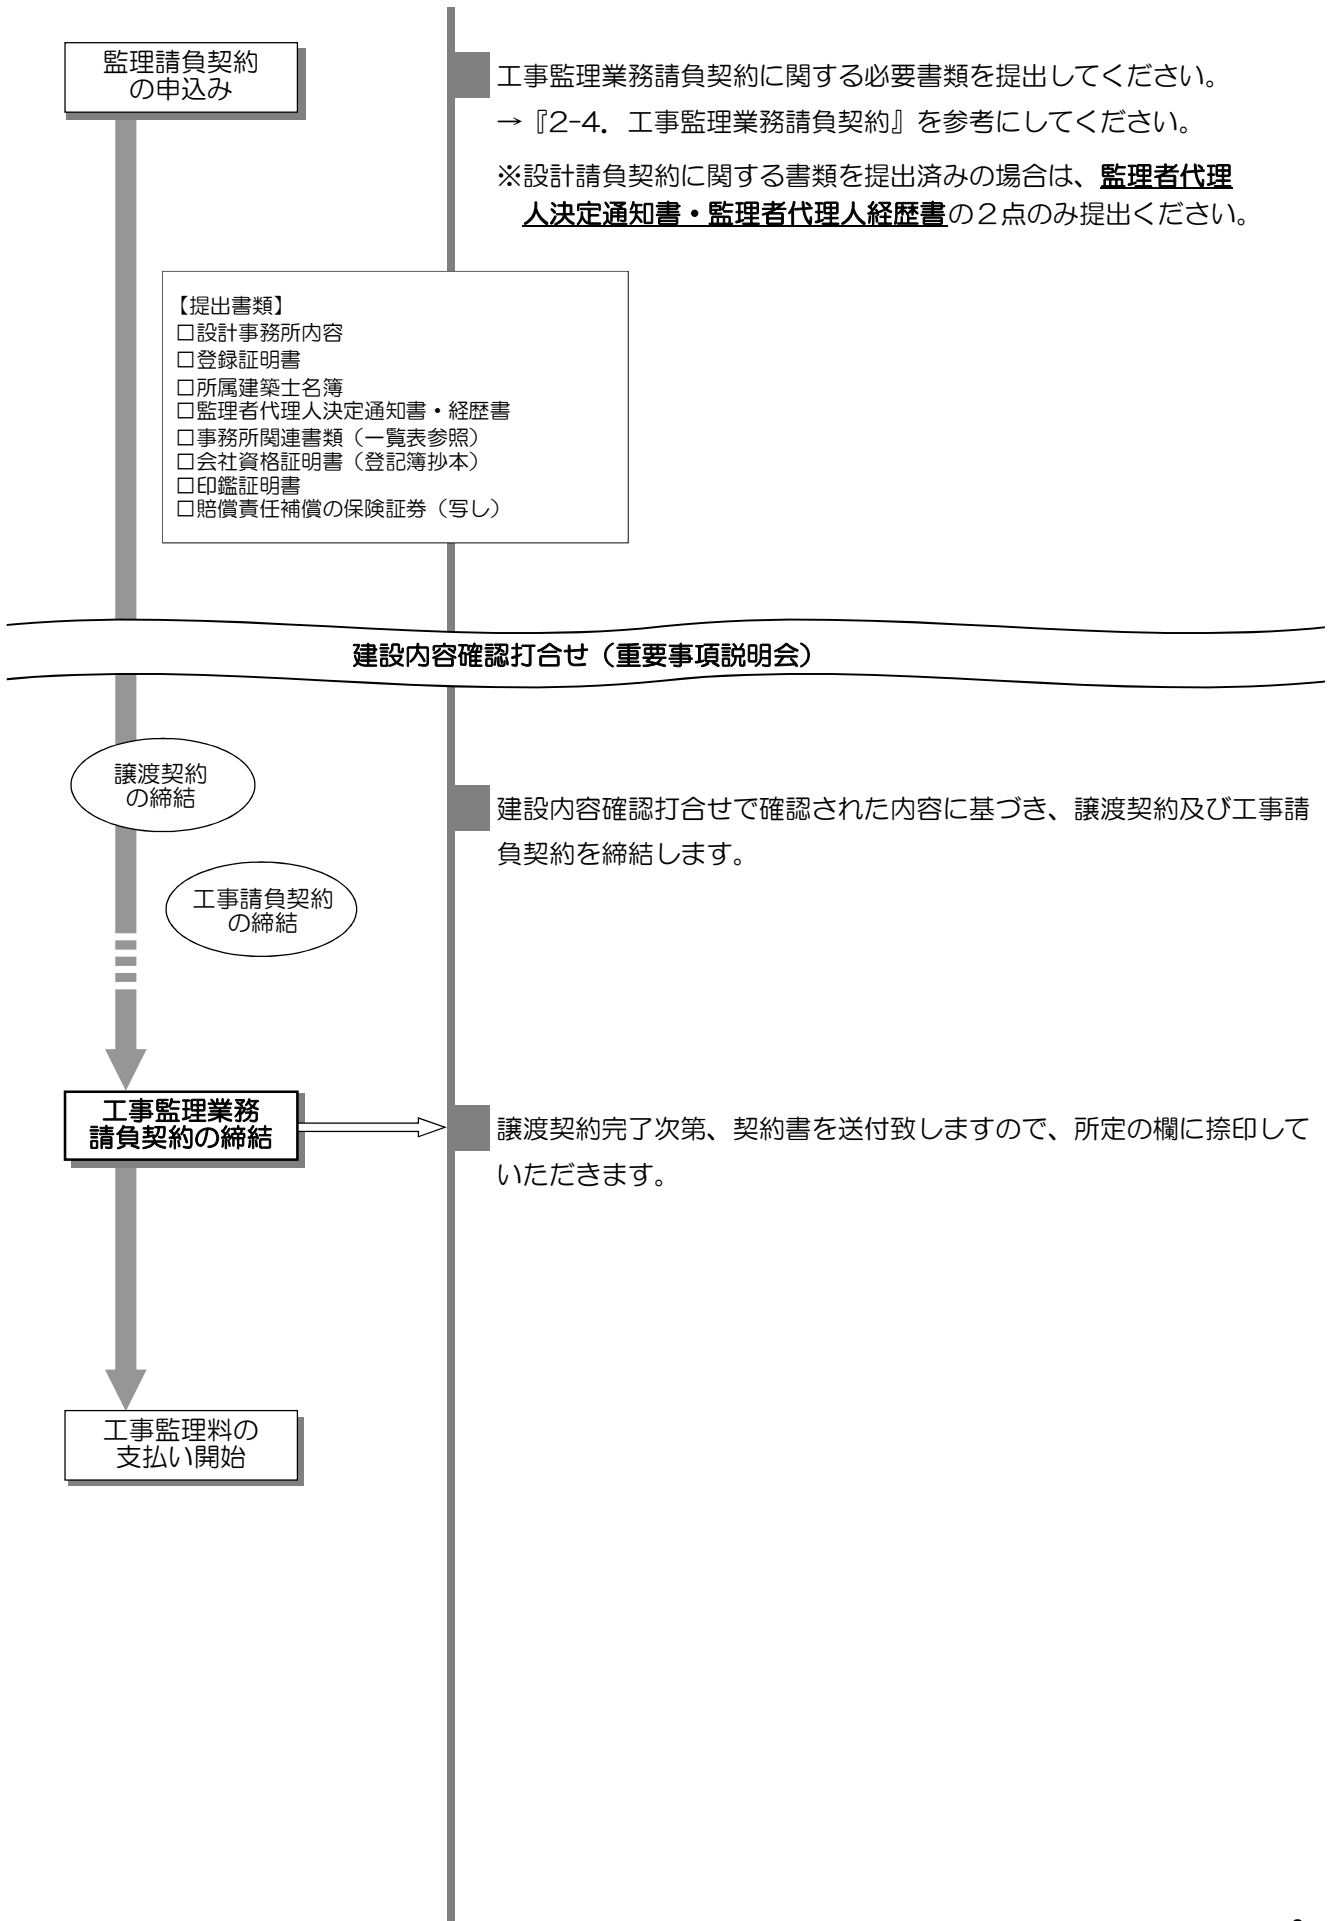 監理請負契約
の申込み
工事監理業務請負契約に関する必要書類を提出してください。
→『2-4．工事監理業務請負契約』を参考にしてください。
※設計請負契約に関する書類を提出済みの場合は、監理者代理
人決定通知書・監理者代理人経歴書の２点のみ提出ください。
【提出書類】
□設計事務所内容
□登録証明書
□所属建築士名簿
□監理者代理人決定通知書・経歴書
□事務所関連書類（一覧表参照）
□会社資格証明書（登記簿抄本）
□印鑑証明書
□賠償責任補償の保険証券（写し）
建設内容確認打合せ（重要事項説明会）
譲渡契約
の締結
建設内容確認打合せで確認された内容に基づき、譲渡契約及び工事請
負契約を締結します。
工事請負契約
の締結
工事監理業務
請負契約の締結
譲渡契約完了次第、契約書を送付致しますので、所定の欄に捺印して
いただきます。
工事監理料の
支払い開始